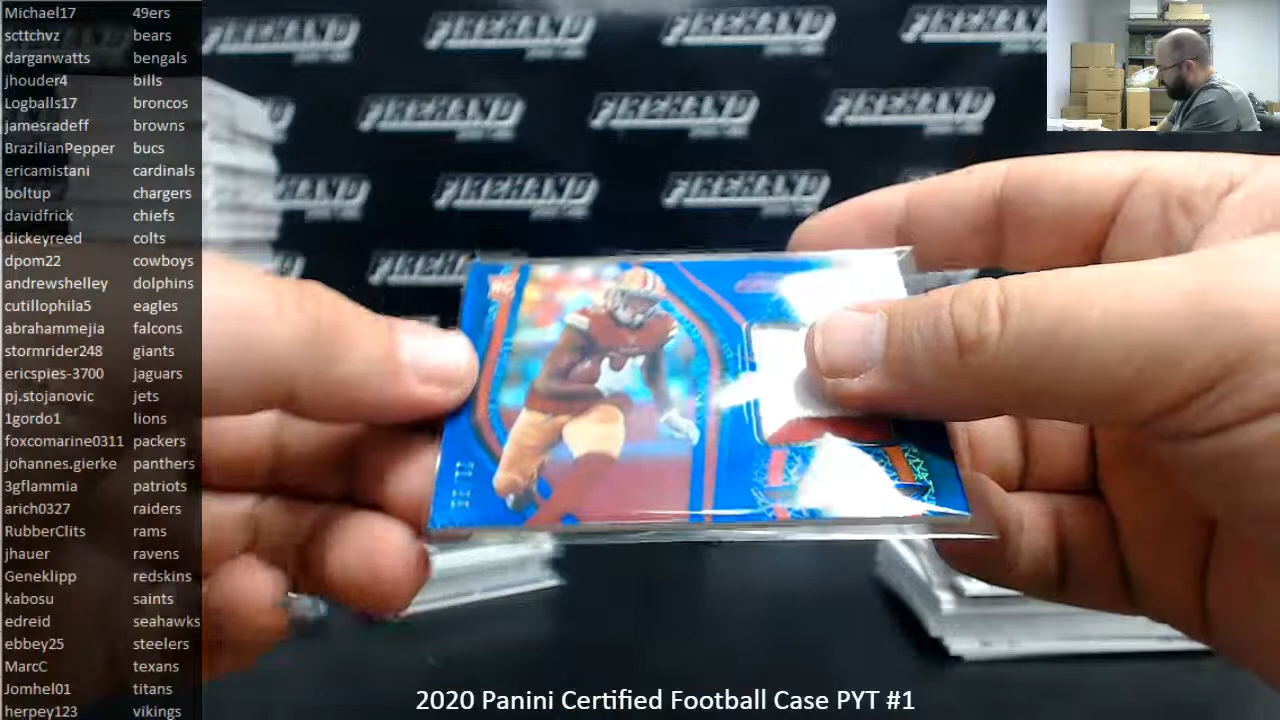 Michael17 49ers
scttchvz bears
darganwatts bengals
jhouder4 bills
Logballs17 broncos
jamesradeff browns
BrazilianPepper bucs
ericamistani cardinals
boltup chargers
davidfrick chiefs
dickeyreed colts
dpom22 cowboys
andrewshelley dolphins
cutillophila5 eagles
abrahammejia falcons
stormrider248 giants
ericspies-3700 jaguars
pj.stojanovic jets
1gordo1 lions
foxcomarine0311 packers
johannes.gierke panthers
3gflammia patriots
arich0327 raiders
RubberClits rams
jhauer ravens
Geneklipp redskins
kabosu saints
edreid seahawks
ebbey25 steelers
MarcC texans
Jomhel01 titans
herpey123 vikings
FIREHAND
FIREHAND
FIREHAND
FIREHAND
FIREHAND
FIREHAND
FIREHAND
FIREHAND
FIREHAND
FIREHAND
FIREHAND
2020 Panini Certified Football Case PYT #1